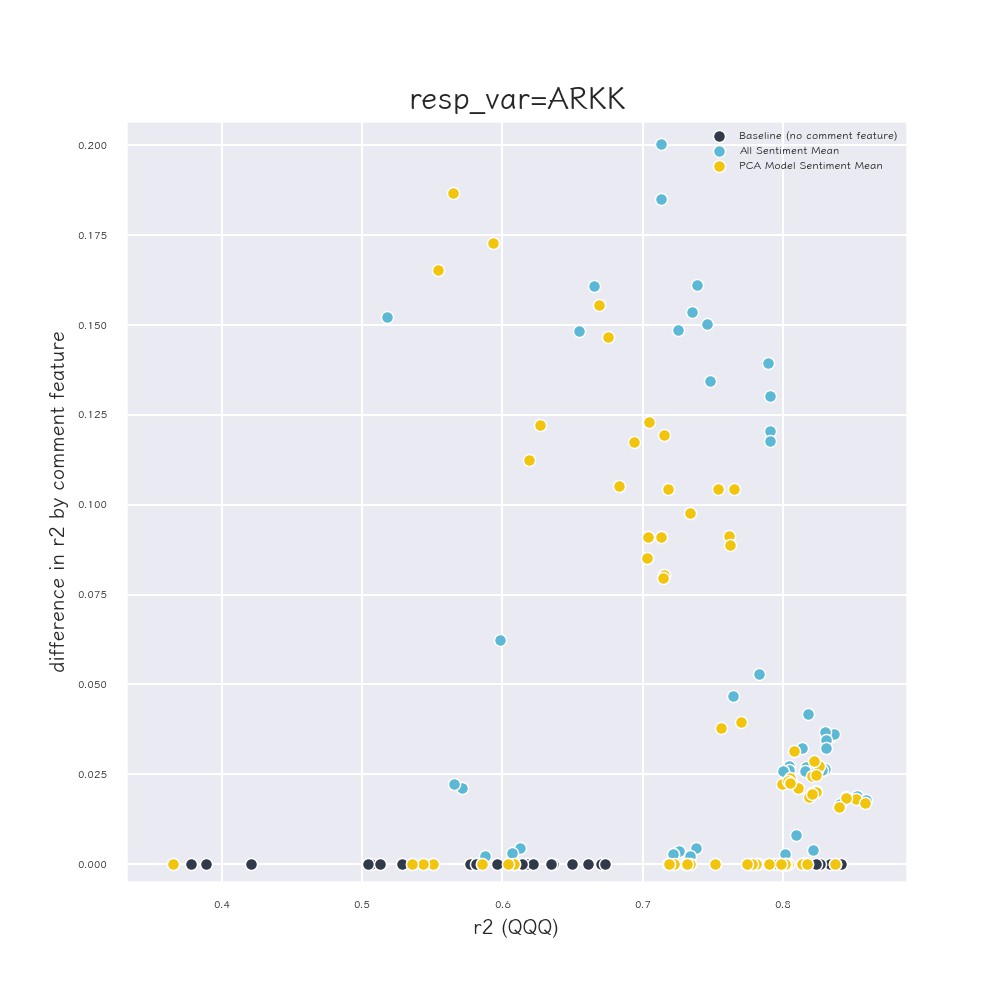 resp_var=ARKK
Baseline (no comment feature)
All Sentiment Mean
PCA Model Sentiment Mean
difference in r2 by comment feature
0.200
0.175
0.150
0.125
0.100
0.075
0.050
0.025
0.000
0.4 0.5 0.6 0.7 0.8
r2 (QQQ)